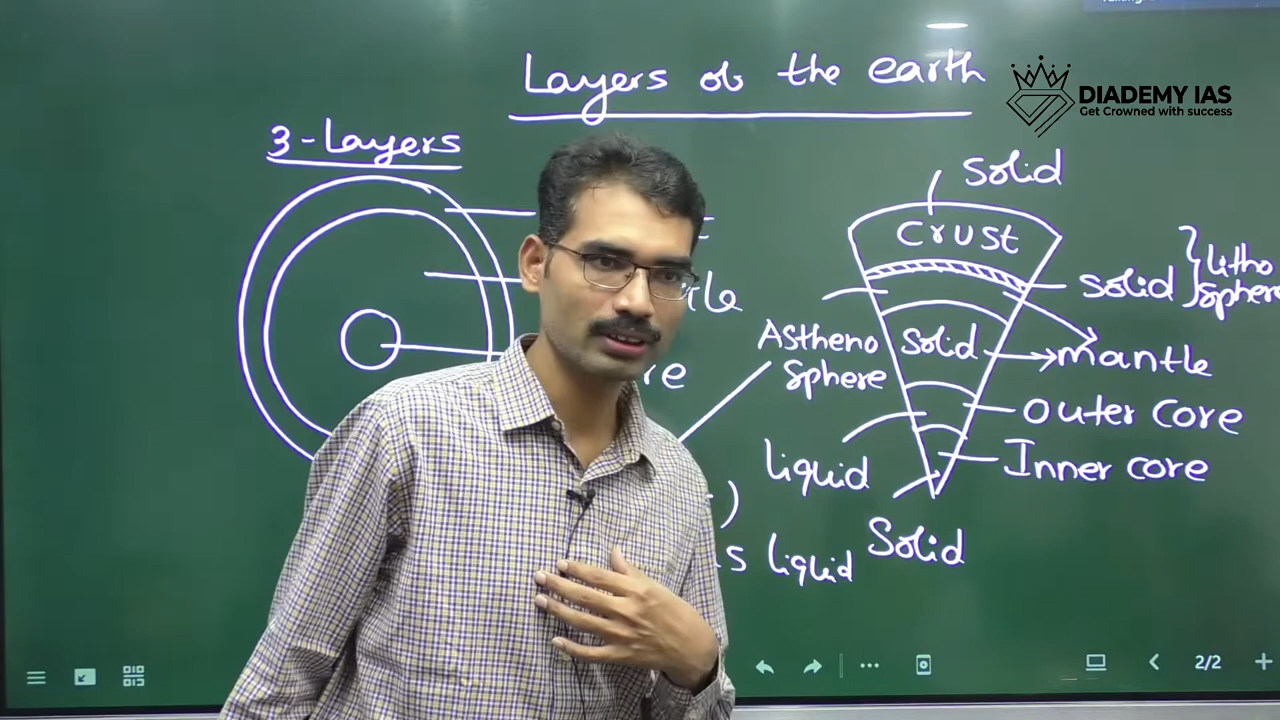 Layers of the earth
DIADEMY IAS
Get Crowned with success
3-Layers
Solid
crust
solid
Litho
Sphere
Astheno
Sphere
Solid
mantle
outer core
liquid
Inner core
Solid
is liquid
2/2